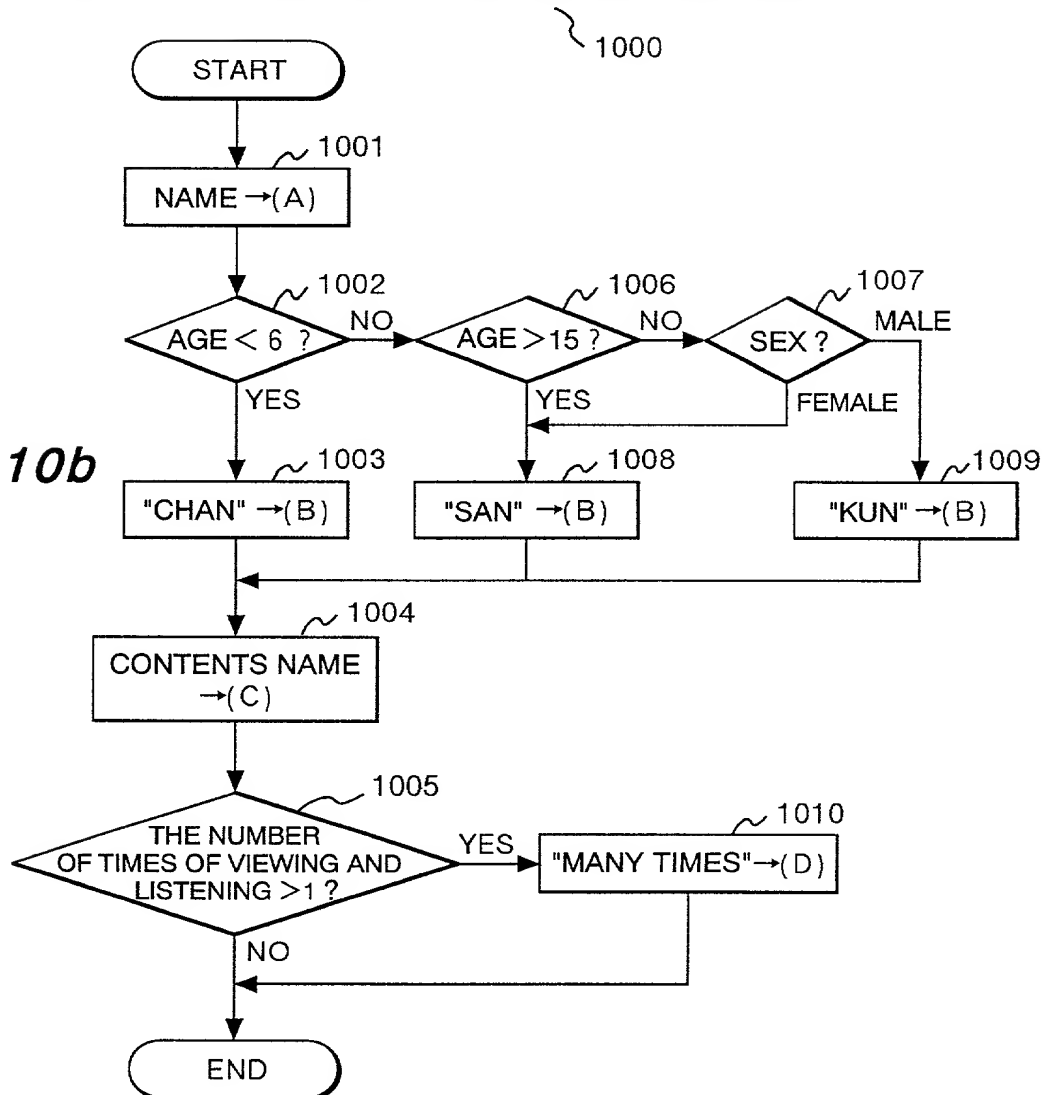 1000
START
1001
NAME →(A)
1002
AGE < 6 ?
NO
YES
1006
AGE >15 ?
NO
YES
1007
SEX ?
MALE
FEMALE
10b
1003
"CHAN" →(B)
1008
"SAN" →(B)
1009
"KUN" →(B)
1004
CONTENTS NAME
→(C)
1005
THE NUMBER
OF TIMES OF VIEWING AND
LISTENING >1 ?
YES
NO
1010
"MANY TIMES"→(D)
END